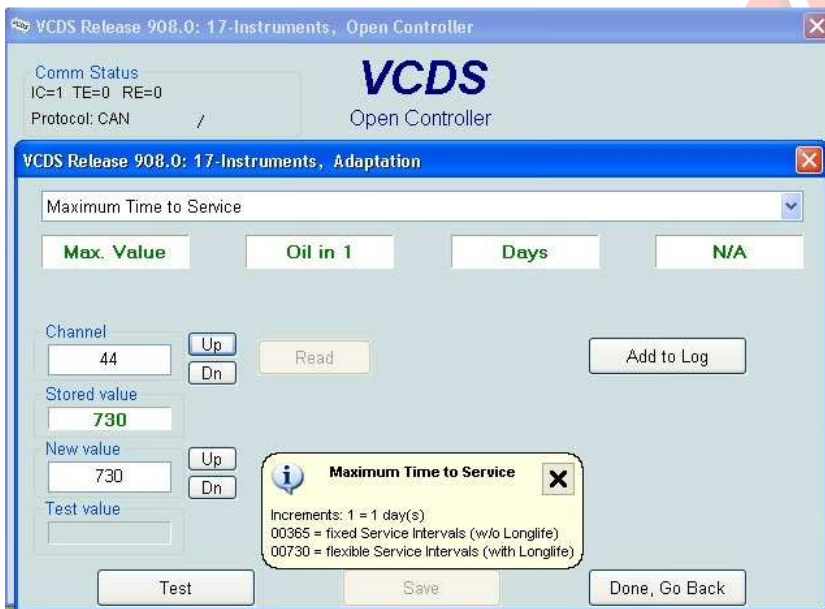 VCDS Release 908.0: 17-Instruments, Open Controller
Comm Status
IC=1 TE=0 RE=0
Protocol: CAN /
VCDS
Open Controller
VCDS Release 908.0: 17-Instruments, Adaptation
Maximum Time to Service
Max. Value Oil in 1 Days N/A
Channel
44
Up
Dn
Read
Add to Log
Stored value
730
New value
730
Up
Dn
Test value
Maximum Time to Service
Increments: 1 = 1 day(s)
00365 = fixed Service Intervals (w/o Longlife)
00730 = flexible Service Intervals (with Longlife)
Test Save Done, Go Back